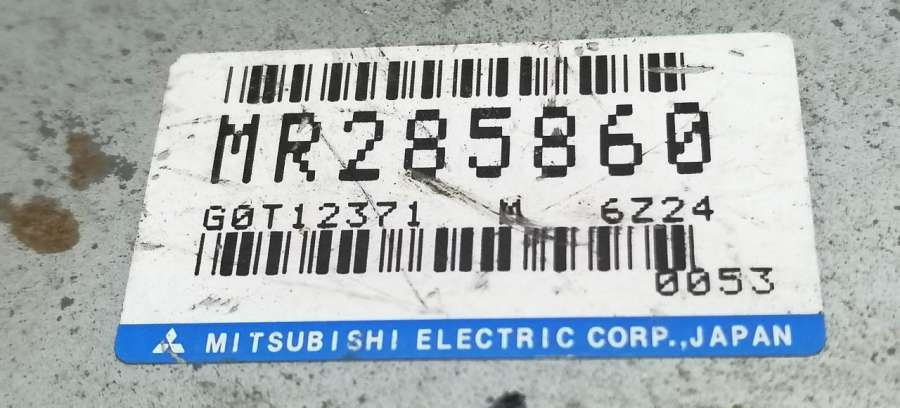 MR285860
G0T12371 M 6Z24
0053
MITSUBISHI ELECTRIC CORP.,JAPAN